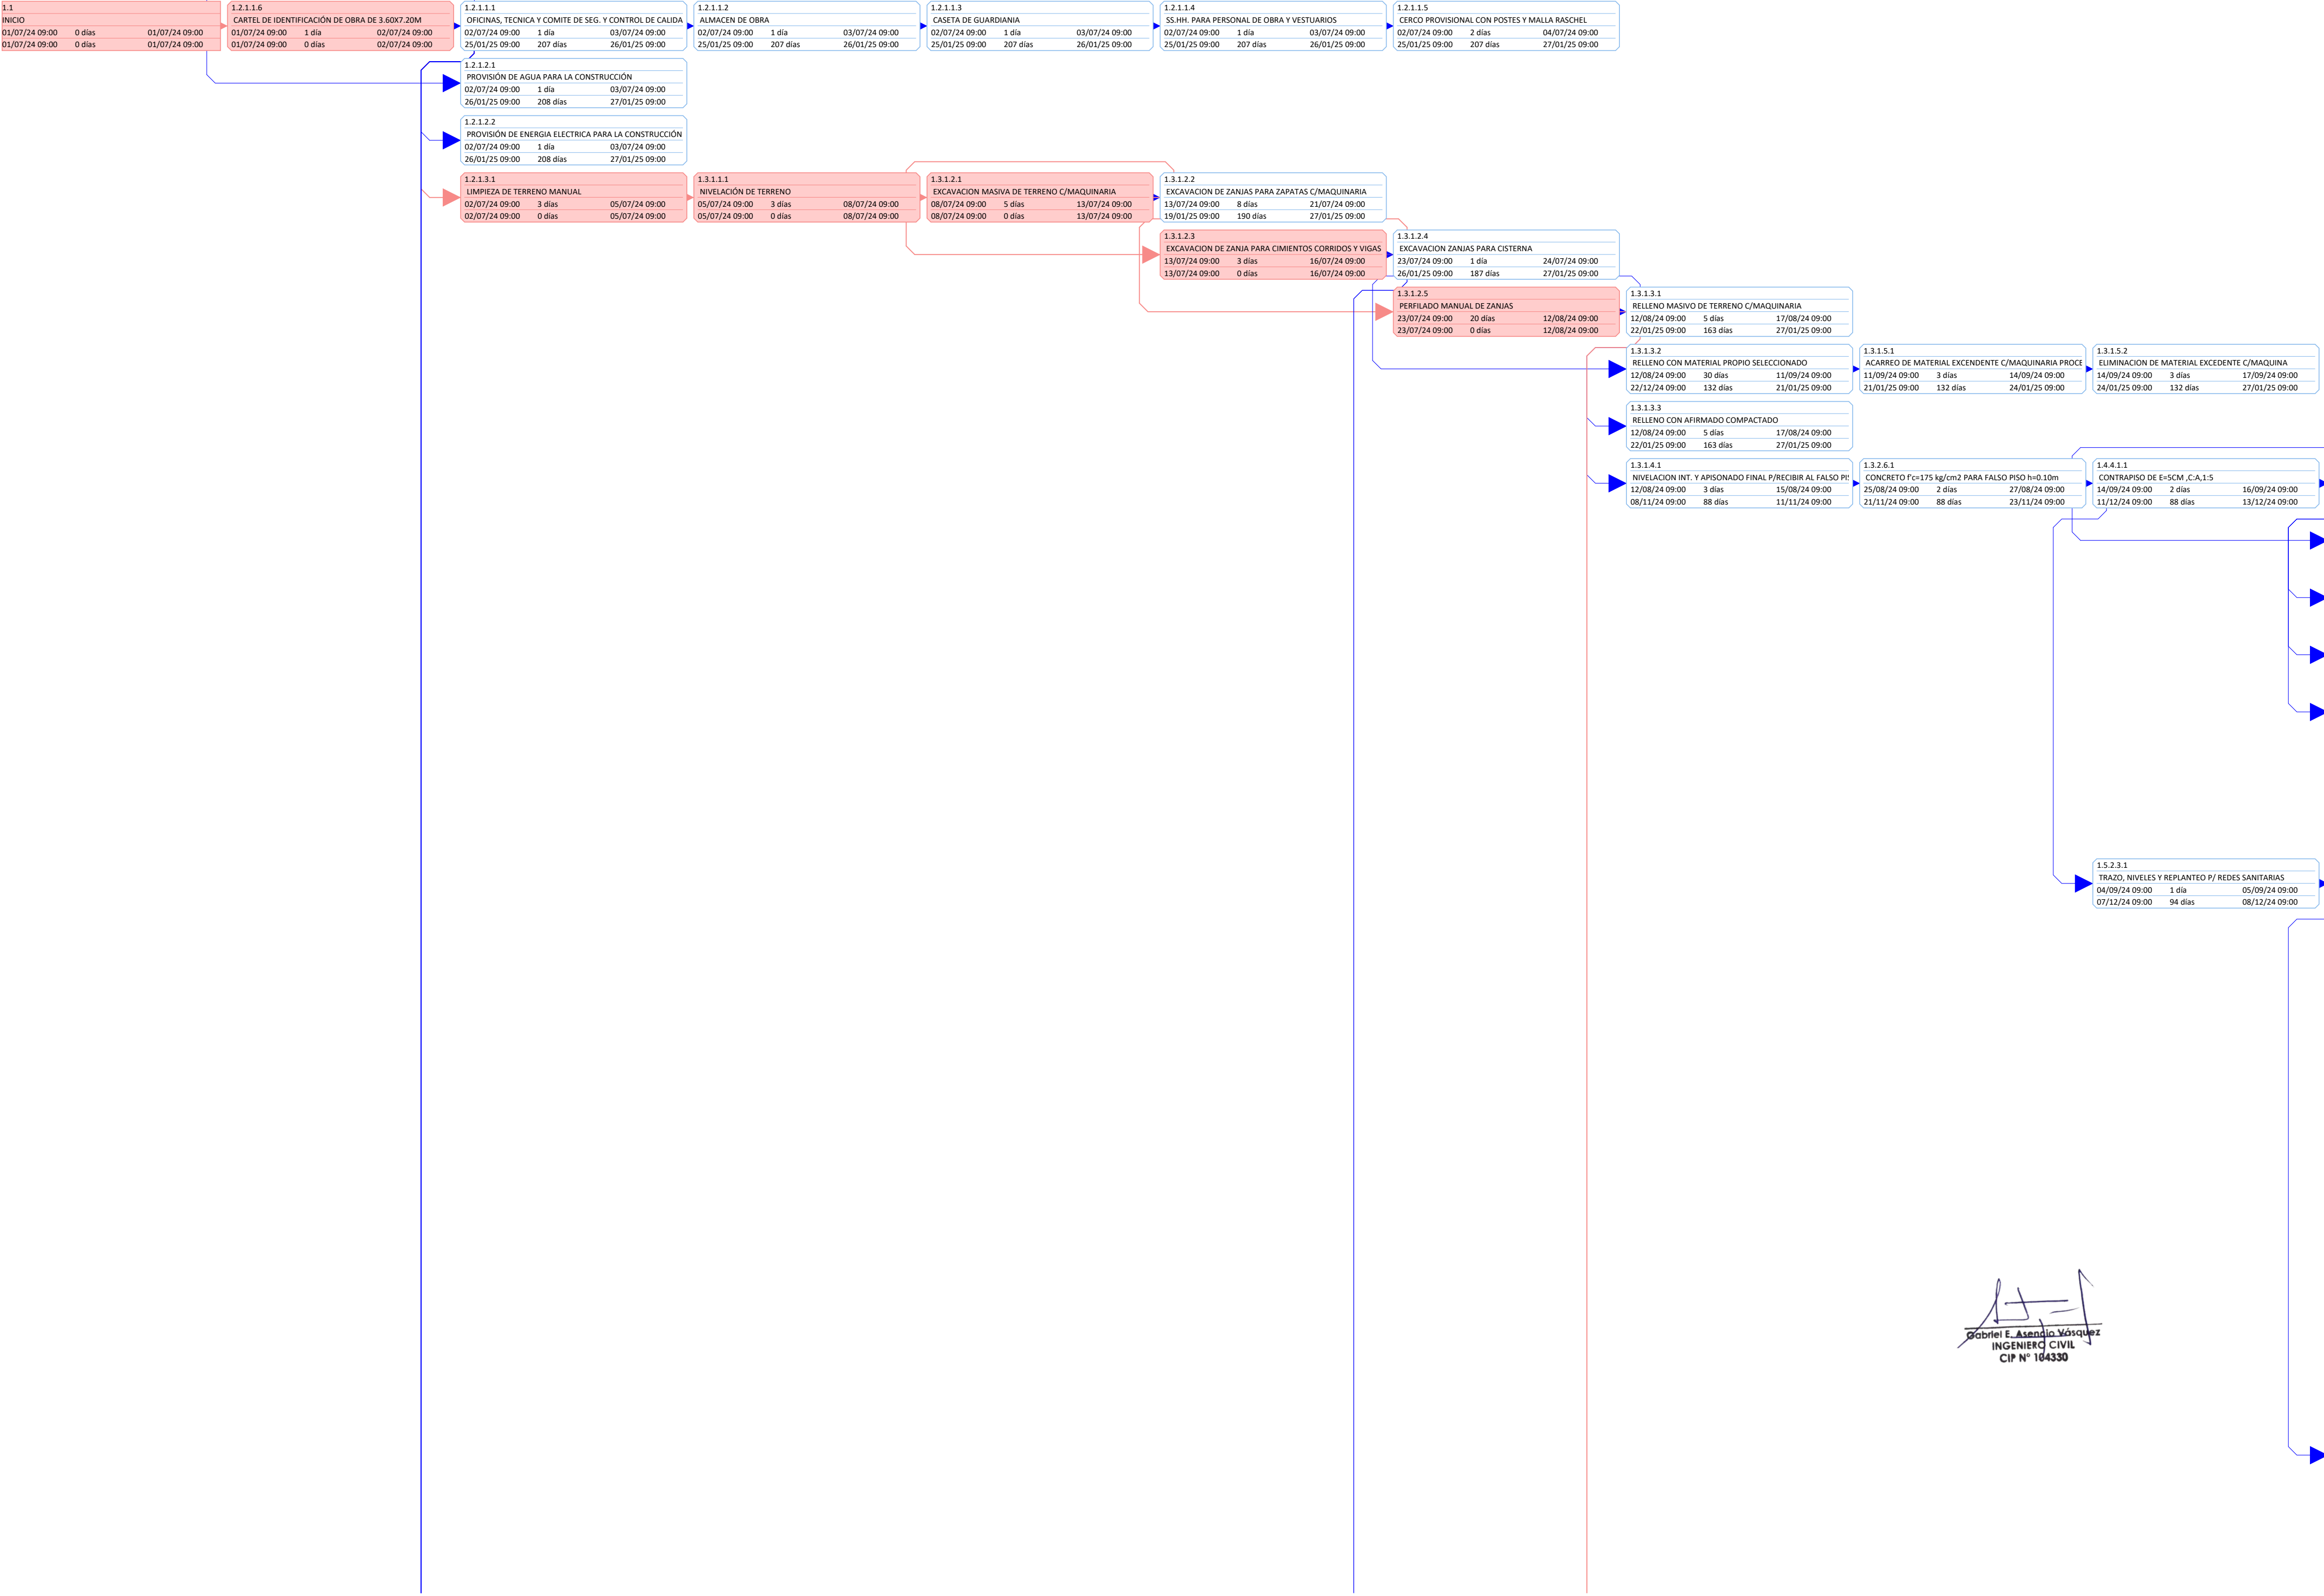 1.1
INICIO
01/07/24 09:00 0 días 01/07/24 09:00
01/07/24 09:00 0 días 01/07/24 09:00
1.2.1.1.6
CARTEL DE IDENTIFICACIÓN DE OBRA DE 3.60X7.20M
01/07/24 09:00 1 día 02/07/24 09:00
01/07/24 09:00 0 días 02/07/24 09:00
1.2.1.1.1
OFICINAS, TECNICA Y COMITE DE SEG. Y CONTROL DE CALIDA
02/07/24 09:00 1 día 03/07/24 09:00
25/01/25 09:00 207 días 26/01/25 09:00
1.2.1.1.2
ALMACEN DE OBRA
02/07/24 09:00 1 día 03/07/24 09:00
25/01/25 09:00 207 días 26/01/25 09:00
1.2.1.1.3
CASETA DE GUARDIANIA
02/07/24 09:00 1 día 03/07/24 09:00
25/01/25 09:00 207 días 26/01/25 09:00
1.2.1.1.4
SS.HH. PARA PERSONAL DE OBRA Y VESTUARIOS
02/07/24 09:00 1 día 03/07/24 09:00
25/01/25 09:00 207 días 26/01/25 09:00
1.2.1.1.5
CERCO PROVISIONAL CON POSTES Y MALLA RASCHEL
02/07/24 09:00 2 días 04/07/24 09:00
25/01/25 09:00 207 días 27/01/25 09:00
1.2.1.2.1
PROVISIÓN DE AGUA PARA LA CONSTRUCCIÓN
02/07/24 09:00 1 día 03/07/24 09:00
26/01/25 09:00 208 días 27/01/25 09:00
1.2.1.2.2
PROVISIÓN DE ENERGIA ELECTRICA PARA LA CONSTRUCCIÓN
02/07/24 09:00 1 día 03/07/24 09:00
26/01/25 09:00 208 días 27/01/25 09:00
1.2.1.3.1
LIMPIEZA DE TERRENO MANUAL
02/07/24 09:00 3 días 05/07/24 09:00
02/07/24 09:00 0 días 05/07/24 09:00
1.3.1.1.1
NIVELACIÓN DE TERRENO
05/07/24 09:00 3 días 08/07/24 09:00
05/07/24 09:00 0 días 08/07/24 09:00
1.3.1.2.1
EXCAVACION MASIVA DE TERRENO C/MAQUINARIA
08/07/24 09:00 5 días 13/07/24 09:00
08/07/24 09:00 0 días 13/07/24 09:00
1.3.1.2.2
EXCAVACION DE ZANJAS PARA ZAPATAS C/MAQUINARIA
13/07/24 09:00 8 días 21/07/24 09:00
19/01/25 09:00 190 días 27/01/25 09:00
1.3.1.2.3
EXCAVACION DE ZANJA PARA CIMIENTOS CORRIDOS Y VIGAS
13/07/24 09:00 3 días 16/07/24 09:00
13/07/24 09:00 0 días 16/07/24 09:00
1.3.1.2.4
EXCAVACION ZANJAS PARA CISTERNA
23/07/24 09:00 1 día 24/07/24 09:00
26/01/25 09:00 187 días 27/01/25 09:00
1.3.1.2.5
PERFILADO MANUAL DE ZANJAS
23/07/24 09:00 20 días 12/08/24 09:00
23/07/24 09:00 0 días 12/08/24 09:00
1.3.1.3.1
RELLENO MASIVO DE TERRENO C/MAQUINARIA
12/08/24 09:00 5 días 17/08/24 09:00
22/01/25 09:00 163 días 27/01/25 09:00
1.3.1.3.2
RELLENO CON MATERIAL PROPIO SELECCIONADO
12/08/24 09:00 30 días 11/09/24 09:00
22/12/24 09:00 132 días 21/01/25 09:00
1.3.1.5.1
ACARREO DE MATERIAL EXCENDENTE C/MAQUINARIA PROCE
11/09/24 09:00 3 días 14/09/24 09:00
21/01/25 09:00 132 días 24/01/25 09:00
1.3.1.5.2
ELIMINACION DE MATERIAL EXCEDENTE C/MAQUINA
14/09/24 09:00 3 días 17/09/24 09:00
24/01/25 09:00 132 días 27/01/25 09:00
1.3.1.3.3
RELLENO CON AFIRMADO COMPACTADO
12/08/24 09:00 5 días 17/08/24 09:00
22/01/25 09:00 163 días 27/01/25 09:00
1.3.1.4.1
NIVELACION INT. Y APISONADO FINAL P/RECIBIR AL FALSO PIS
12/08/24 09:00 3 días 15/08/24 09:00
08/11/24 09:00 88 días 11/11/24 09:00
1.3.2.6.1
CONCRETO f'c=175 kg/cm2 PARA FALSO PISO h=0.10m
25/08/24 09:00 2 días 27/08/24 09:00
21/11/24 09:00 88 días 23/11/24 09:00
1.4.4.1.1
CONTRAPISO DE E=5CM ,C:A,1:5
14/09/24 09:00 2 días 16/09/24 09:00
11/12/24 09:00 88 días 13/12/24 09:00
1.5.2.3.1
TRAZO, NIVELES Y REPLANTEO P/ REDES SANITARIAS
04/09/24 09:00 1 día 05/09/24 09:00
07/12/24 09:00 94 días 08/12/24 09:00
Gabriel E. Asencio Vásquez
INGENIERO CIVIL
CIP N° 104330